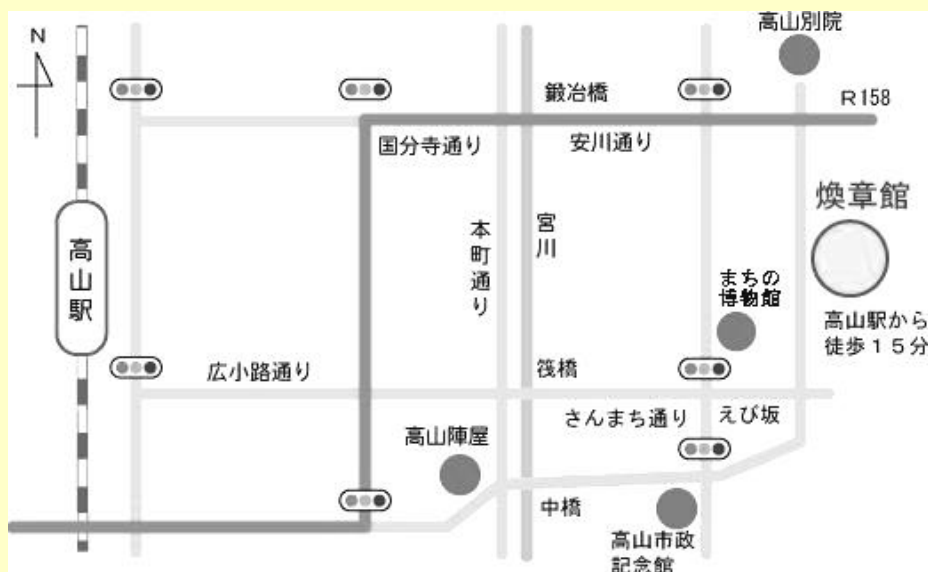 高山別院
N
鍛冶橋
R158
国分寺通り
安川通り
煥章館
本町通り
宮川
高山駅
まちの
博物館
高山駅から
徒歩15分
広小路通り
筏橋
さんまち通り
えび坂
高山陣屋
中橋
高山市政
記念館